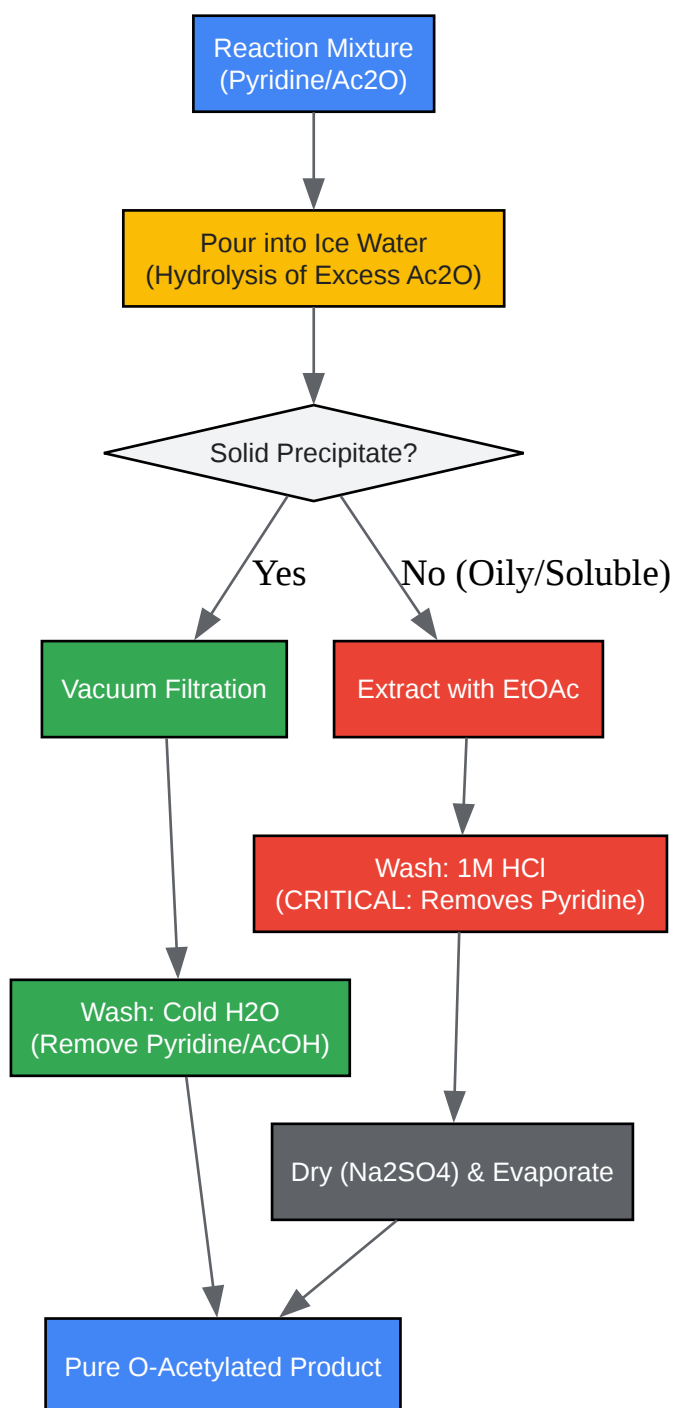 Reaction Mixture
(Pyridine/Ac2O)
Pour into Ice Water
(Hydrolysis of Excess Ac2O)
Solid Precipitate?
Yes
No (Oily/Soluble)
Vacuum Filtration
Extract with EtOAc
Wash: 1M HCl
(CRITICAL: Removes Pyridine)
Wash: Cold H2O
(Remove Pyridine/AcOH)
Dry (Na2SO4) & Evaporate
Pure O-Acetylated Product